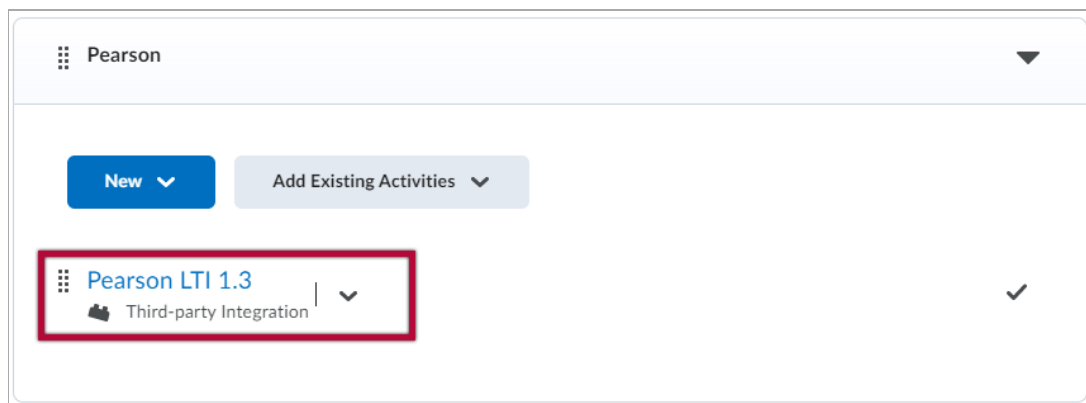 Pearson
New
Add Existing Activities
Pearson LTI 1.3
Third-party Integration